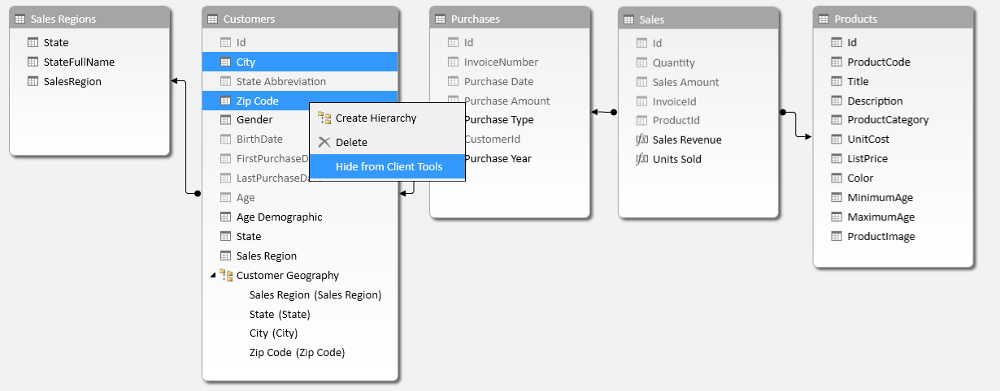 Sales Regions
State
StateFullName
SalesRegion
Customers
Id
City
State Abbreviation
Zip Code
Gender
BirthDate
FirstPurchaseD
LastPurchaseDa
Age
Age Demographic
State
Sales Region
Customer Geography
Sales Region (Sales Region)
State (State)
City (City)
Zip Code (Zip Code)
Create Hierarchy
Delete
Hide from Client Tools
Purchases
Id
InvoiceNumber
Purchase Date
Purchase Amount
Purchase Type
CustomerId
Purchase Year
Sales
Id
Quantity
Sales Amount
InvoiceId
ProductId
Sales Revenue
Units Sold
Products
Id
ProductCode
Title
Description
ProductCategory
UnitCost
ListPrice
Color
MinimumAge
MaximumAge
ProductImage